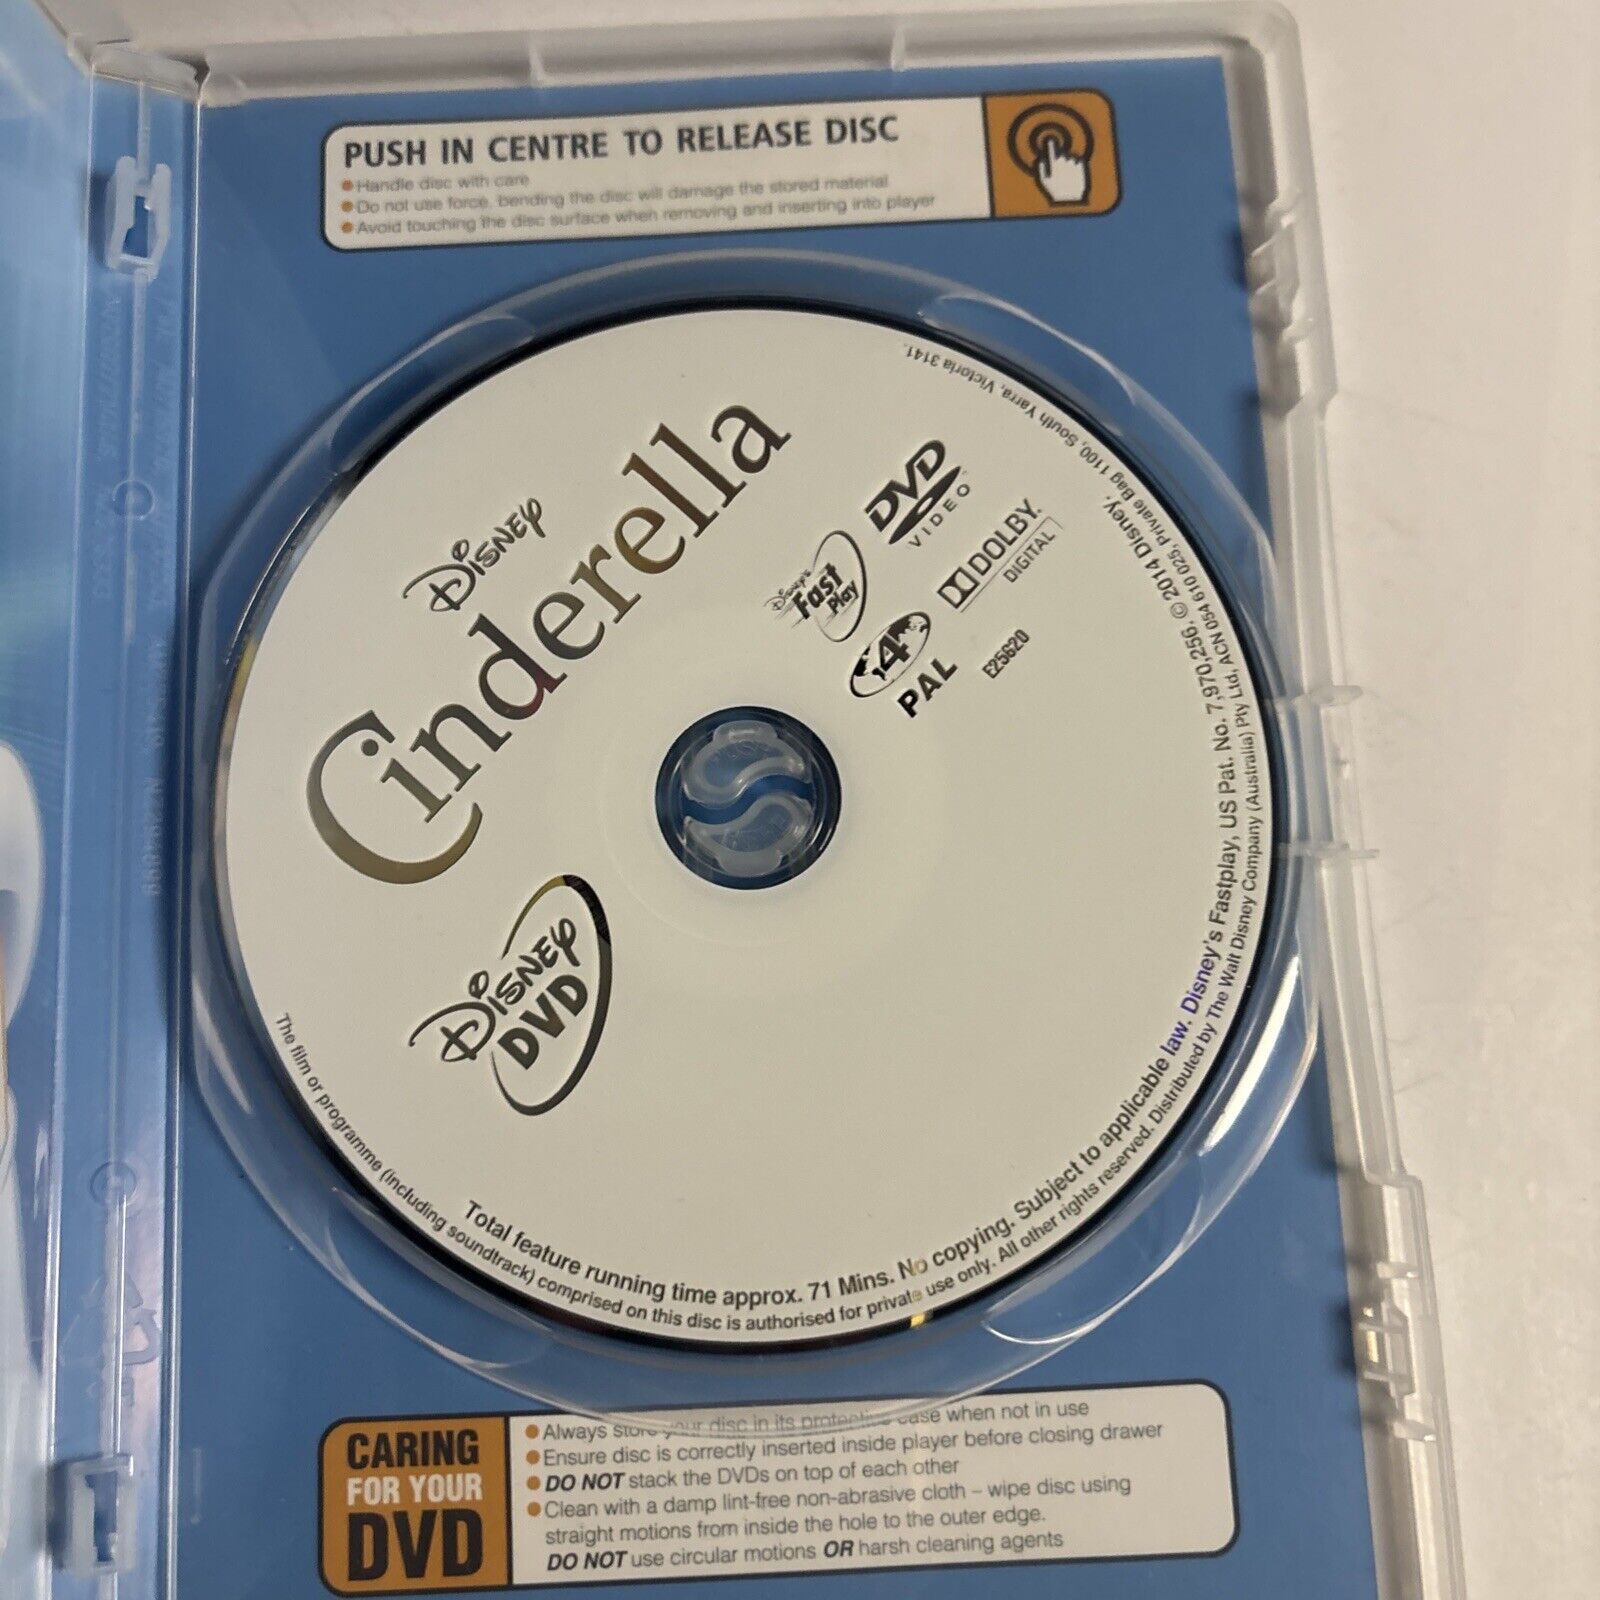 PUSH IN CENTRE TO RELEASE DISC
Handle disc with care
Do not use force, bending the disc will damage the stored material
Avoid touching the disc surface when removing and inserting into player
Disney
Cinderella
DVD
VIDEO
Disney's
Fast
Play
DOLBY
DIGITAL
4
PAL
E25620
Disney
DVD
Total feature running time approx. 71 Mins. No copying. Subject to applicable law. Disney's Fastplay, US Pat. No. 7,970,256. © 2014 Disney.
The film or programme (including soundtrack) comprised on this disc is authorised for private use only. All other rights reserved. Distributed by The Walt Disney Company (Australia) Pty Ltd, ACN 054 610 025, Private Bag 1100, South Yarra, Victoria 3141.
CARING
FOR YOUR
DVD
Always store your disc in its protective case when not in use
Ensure disc is correctly inserted inside player before closing drawer
DO NOT stack the DVDs on top of each other
Clean with a damp lint-free non-abrasive cloth – wipe disc using
straight motions from inside the hole to the outer edge.
DO NOT use circular motions OR harsh cleaning agents